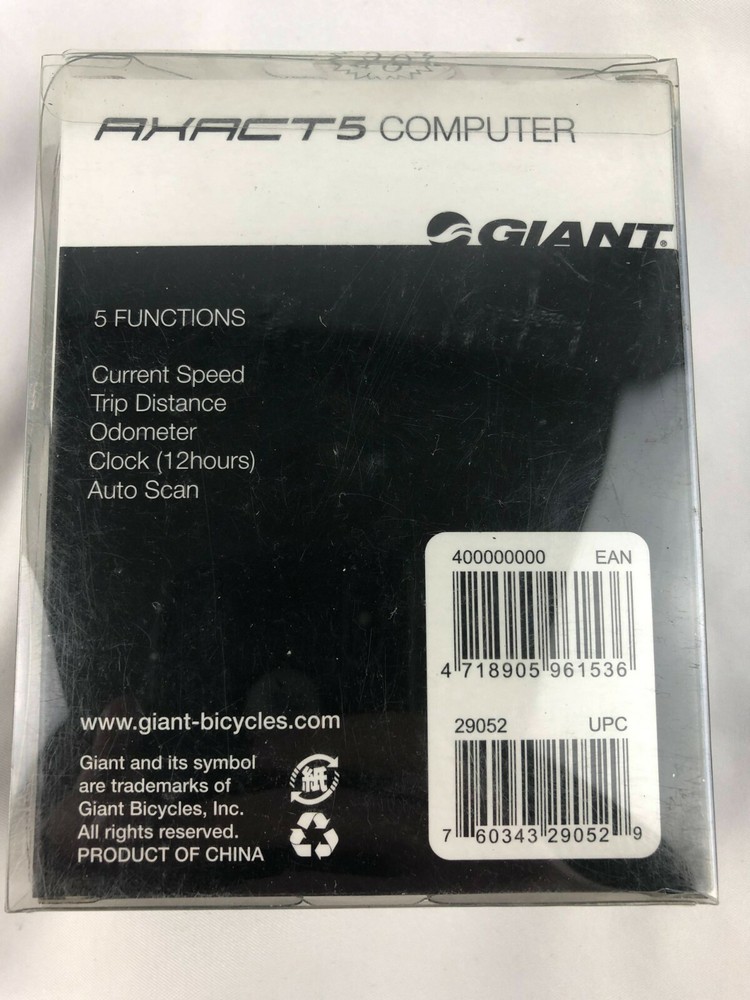 AXACT5 COMPUTER
GIANT®
5 FUNCTIONS
Current Speed
Trip Distance
Odometer
Clock (12hours)
Auto Scan
400000000 EAN
4 718905 961536
www.giant-bicycles.com
29052 UPC
Giant and its symbol
are trademarks of
Giant Bicycles, Inc.
All rights reserved.
PRODUCT OF CHINA
紙
7 60343 29052 9